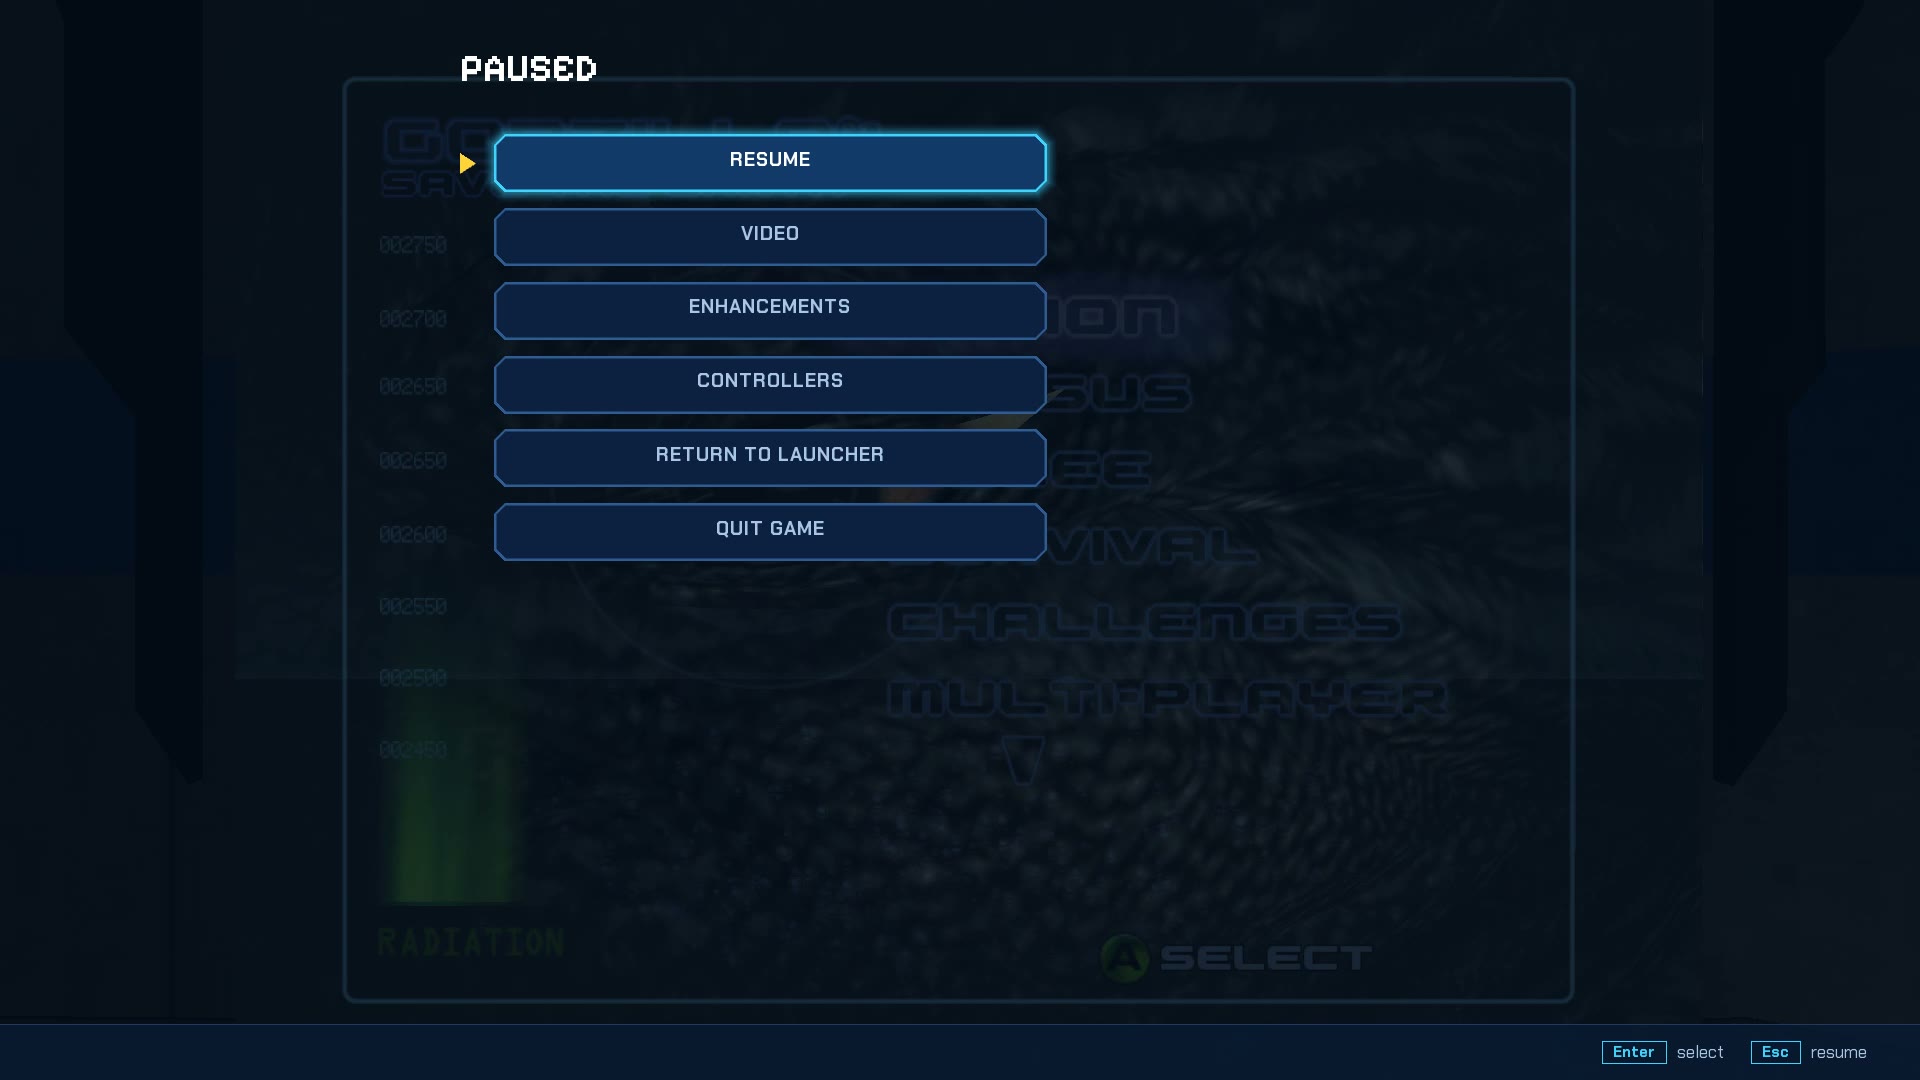 PAUSED
RESUME
VIDEO
ENHANCEMENTS
CONTROLLERS
RETURN TO LAUNCHER
QUIT GAME
002750
002700
002650
002650
002600
002550
002500
002450
CHALLENGES
MULTI-PLAYER
RADIATION
A SELECT
Enter select Esc resume